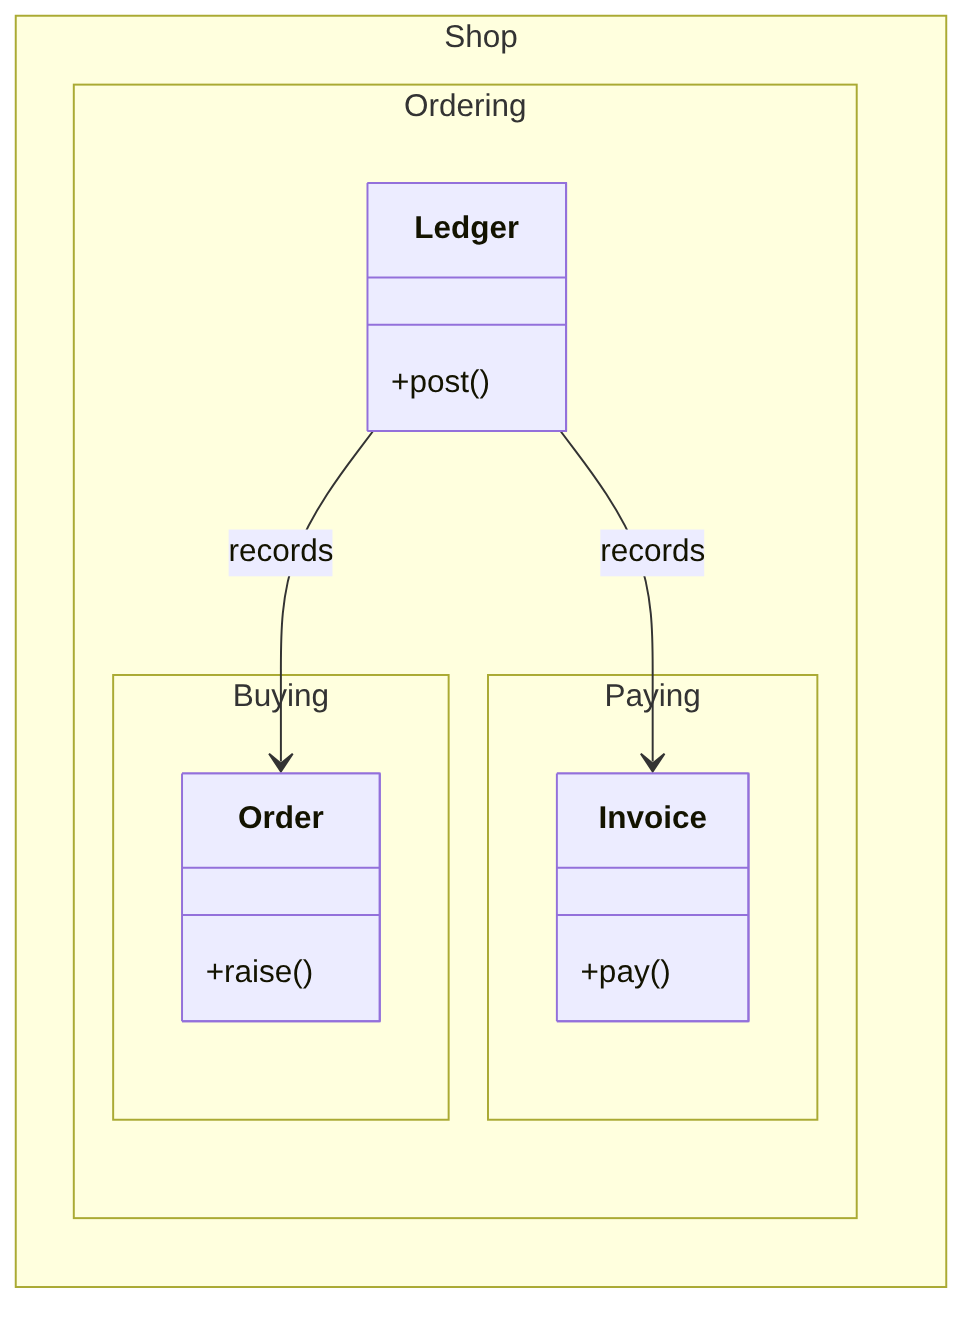 Shop
Ordering
Ledger
+post()
records
records
Buying
Paying
Order
Invoice
+raise()
+pay()